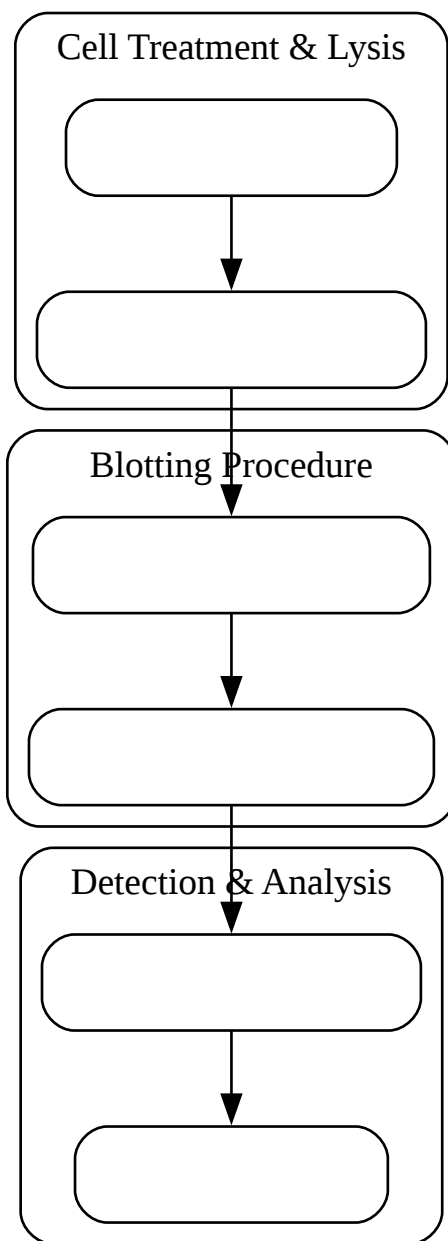 Cell Treatment & Lysis
Blotting Procedure
Detection & Analysis